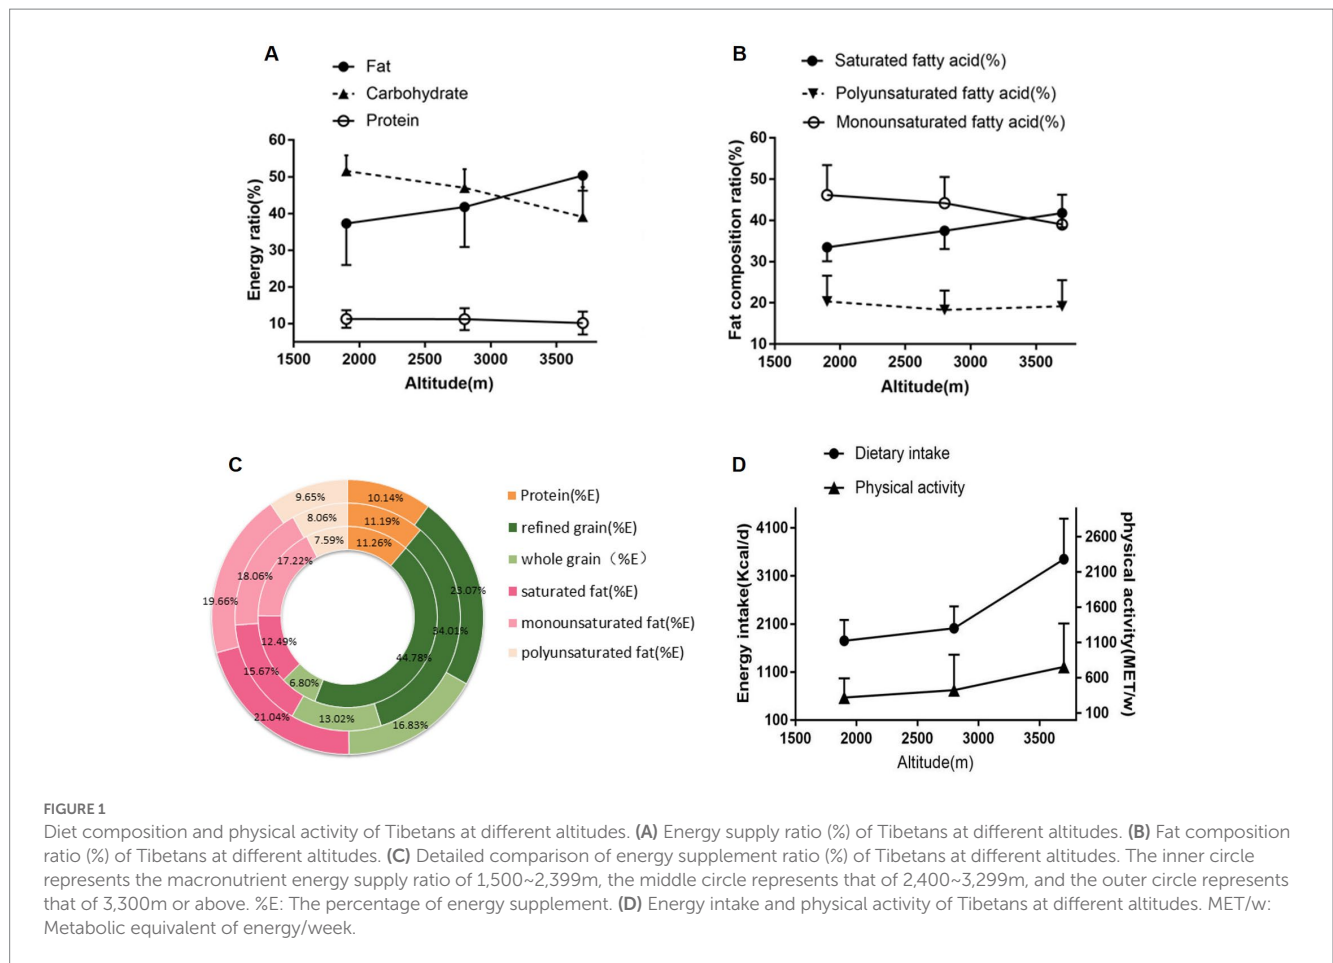 A
Fat
Carbohydrate
Protein
60
50
40
30
20
10
Energy ratio(%)
1500 2000 2500 3000 3500
Altitude(m)
B
Saturated fatty acid(%)
Polyunsaturated fatty acid(%)
Monounsaturated fatty acid(%)
60
50
40
30
20
10
Fat composition ratio(%)
1500 2000 2500 3000 3500
Altitude(m)
C
9.65% 10.14%
8.06% 11.19%
7.59% 11.26%
17.22%
18.06%
19.66%
23.07%
34.01%
44.78%
12.49%
15.67%
21.04%
6.80%
13.02%
16.83%
Protein(%E)
refined grain(%E)
whole grain（%E）
saturated fat(%E)
monounsaturated fat(%E)
polyunsaturated fat(%E)
D
Dietary intake
Physical activity
4100
3100
2100
1100
100
Energy intake(Kcal/d)
2600
2100
1600
1100
600
100
physical activity(MET/w)
1500 2000 2500 3000 3500
Altitude(m)
FIGURE 1
Diet composition and physical activity of Tibetans at different altitudes. (A) Energy supply ratio (%) of Tibetans at different altitudes. (B) Fat composition
ratio (%) of Tibetans at different altitudes. (C) Detailed comparison of energy supplement ratio (%) of Tibetans at different altitudes. The inner circle
represents the macronutrient energy supply ratio of 1,500~2,399m, the middle circle represents that of 2,400~3,299m, and the outer circle represents
that of 3,300m or above. %E: The percentage of energy supplement. (D) Energy intake and physical activity of Tibetans at different altitudes. MET/w:
Metabolic equivalent of energy/week.